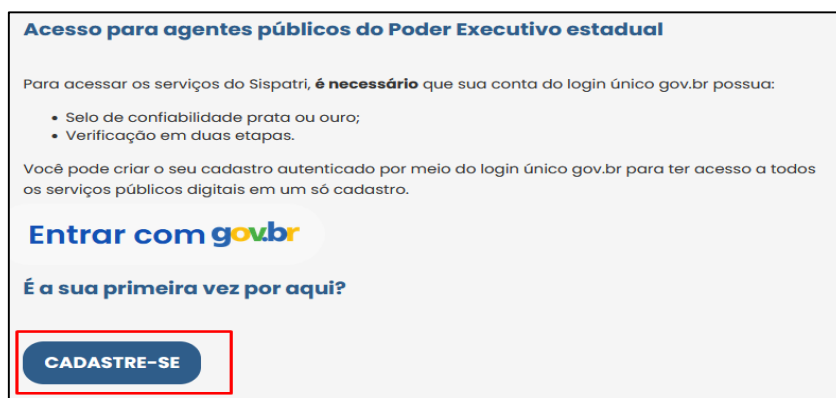 Acesso para agentes públicos do Poder Executivo estadual
Para acessar os serviços do Sispatri, é necessário que sua conta do login único gov.br possua:
• Selo de confiabilidade prata ou ouro;
• Verificação em duas etapas.
Você pode criar o seu cadastro autenticado por meio do login único gov.br para ter acesso a todos
os serviços públicos digitais em um só cadastro.
Entrar com gov.br
É a sua primeira vez por aqui?
CADASTRE-SE